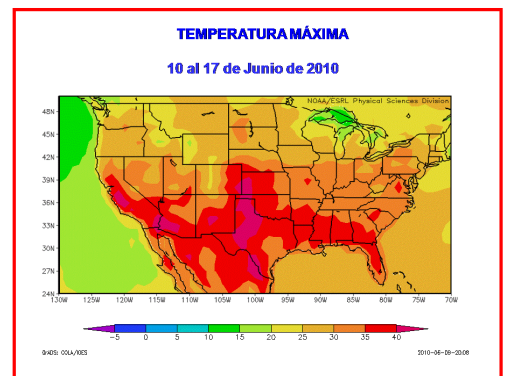 TEMPERATURA MÁXIMA
10 al 17 de Junio de 2010
NOAA/ESRL Physical Sciences Division
48N
45N
42N
39N
36N
33N
30N
27N
24N
130W 125W 120W 115W 110W 105W 100W 95W 90W 85W 80W 75W 70W
-5 0 5 10 15 20 25 30 35 40
GrADS: COLA/IGES 2010-06-09-20:08